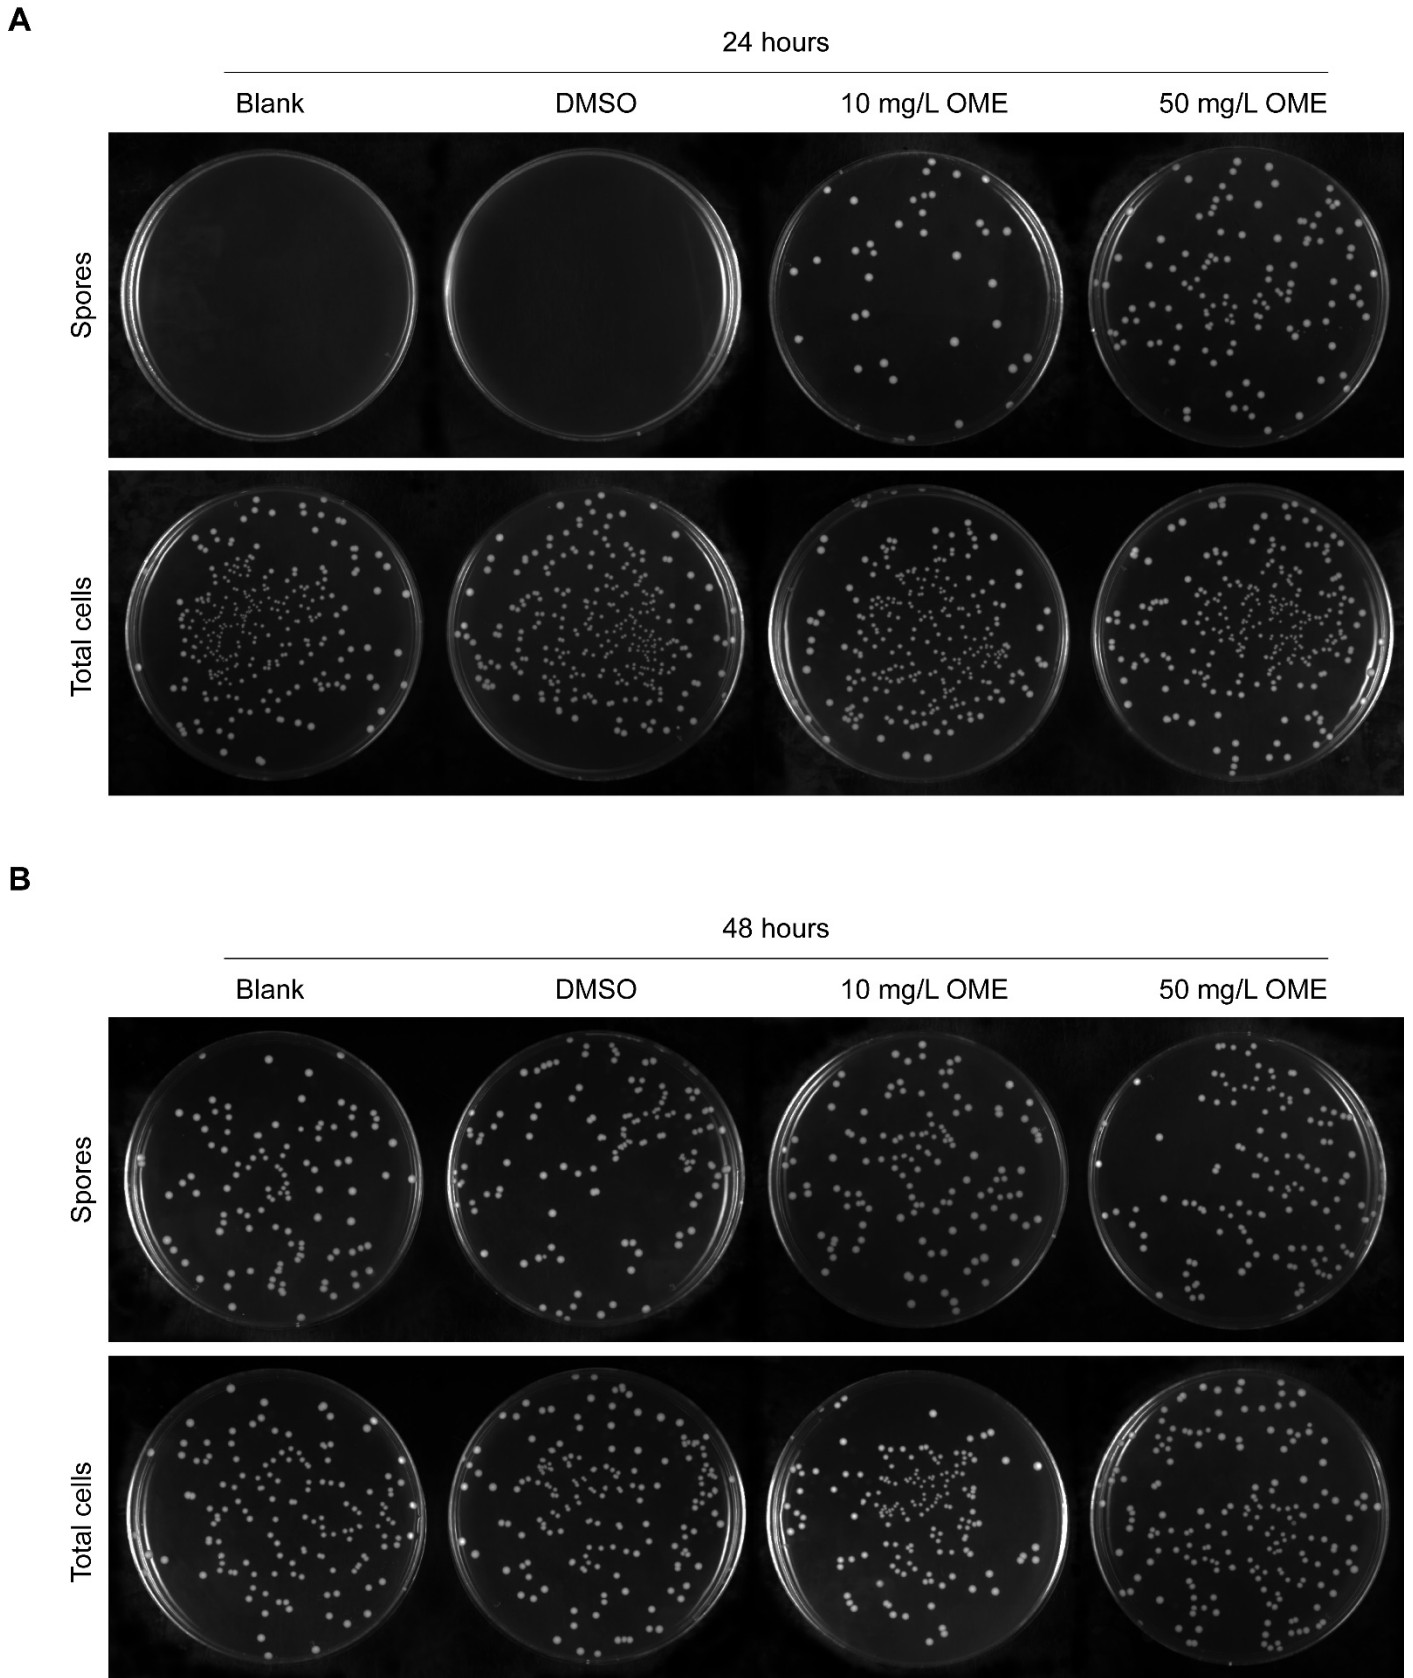 A
24 hours
Blank DMSO 10 mg/L OME 50 mg/L OME
Spores
Total cells
B
48 hours
Blank DMSO 10 mg/L OME 50 mg/L OME
Spores
Total cells